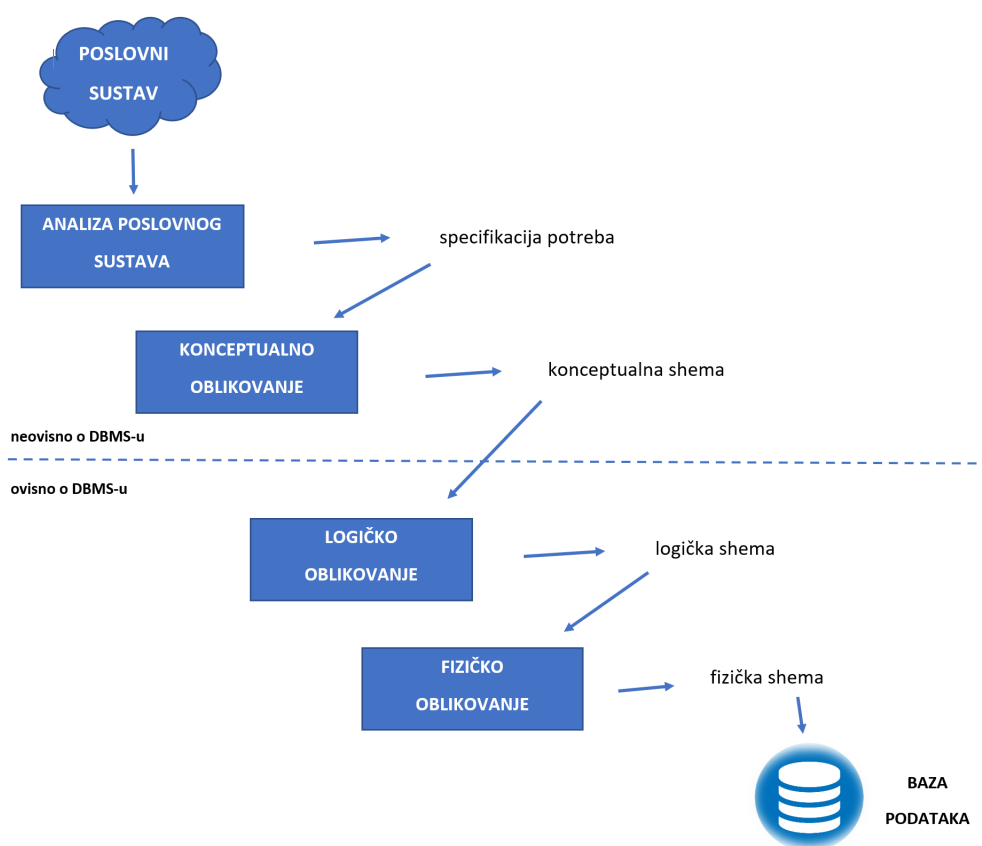 POSLOVNI
SUSTAV
ANALIZA POSLOVNOG
SUSTAVA
specifikacija potreba
KONCEPTUALNO
OBLIKOVANJE
konceptualna shema
neovisno o DBMS-u
ovisno o DBMS-u
LOGIČKO
OBLIKOVANJE
logička shema
FIZIČKO
OBLIKOVANJE
fizička shema
BAZA
PODATAKA